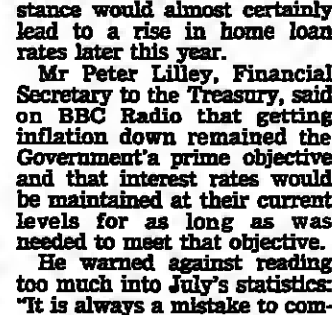 stance would almost certainly
lead to a rise in home loan
rates later this year.
Mr Peter Lilley, Financial
Secretary to the Treasury, said
on BBC Radio that getting
inflation down remained the
Government'a prime objective
and that interest rates would
be maintained at their current
levels for as long as was
needed to meet that objective.
He warned against reading
too much into July's statistics:
"It is always a mistake to com-